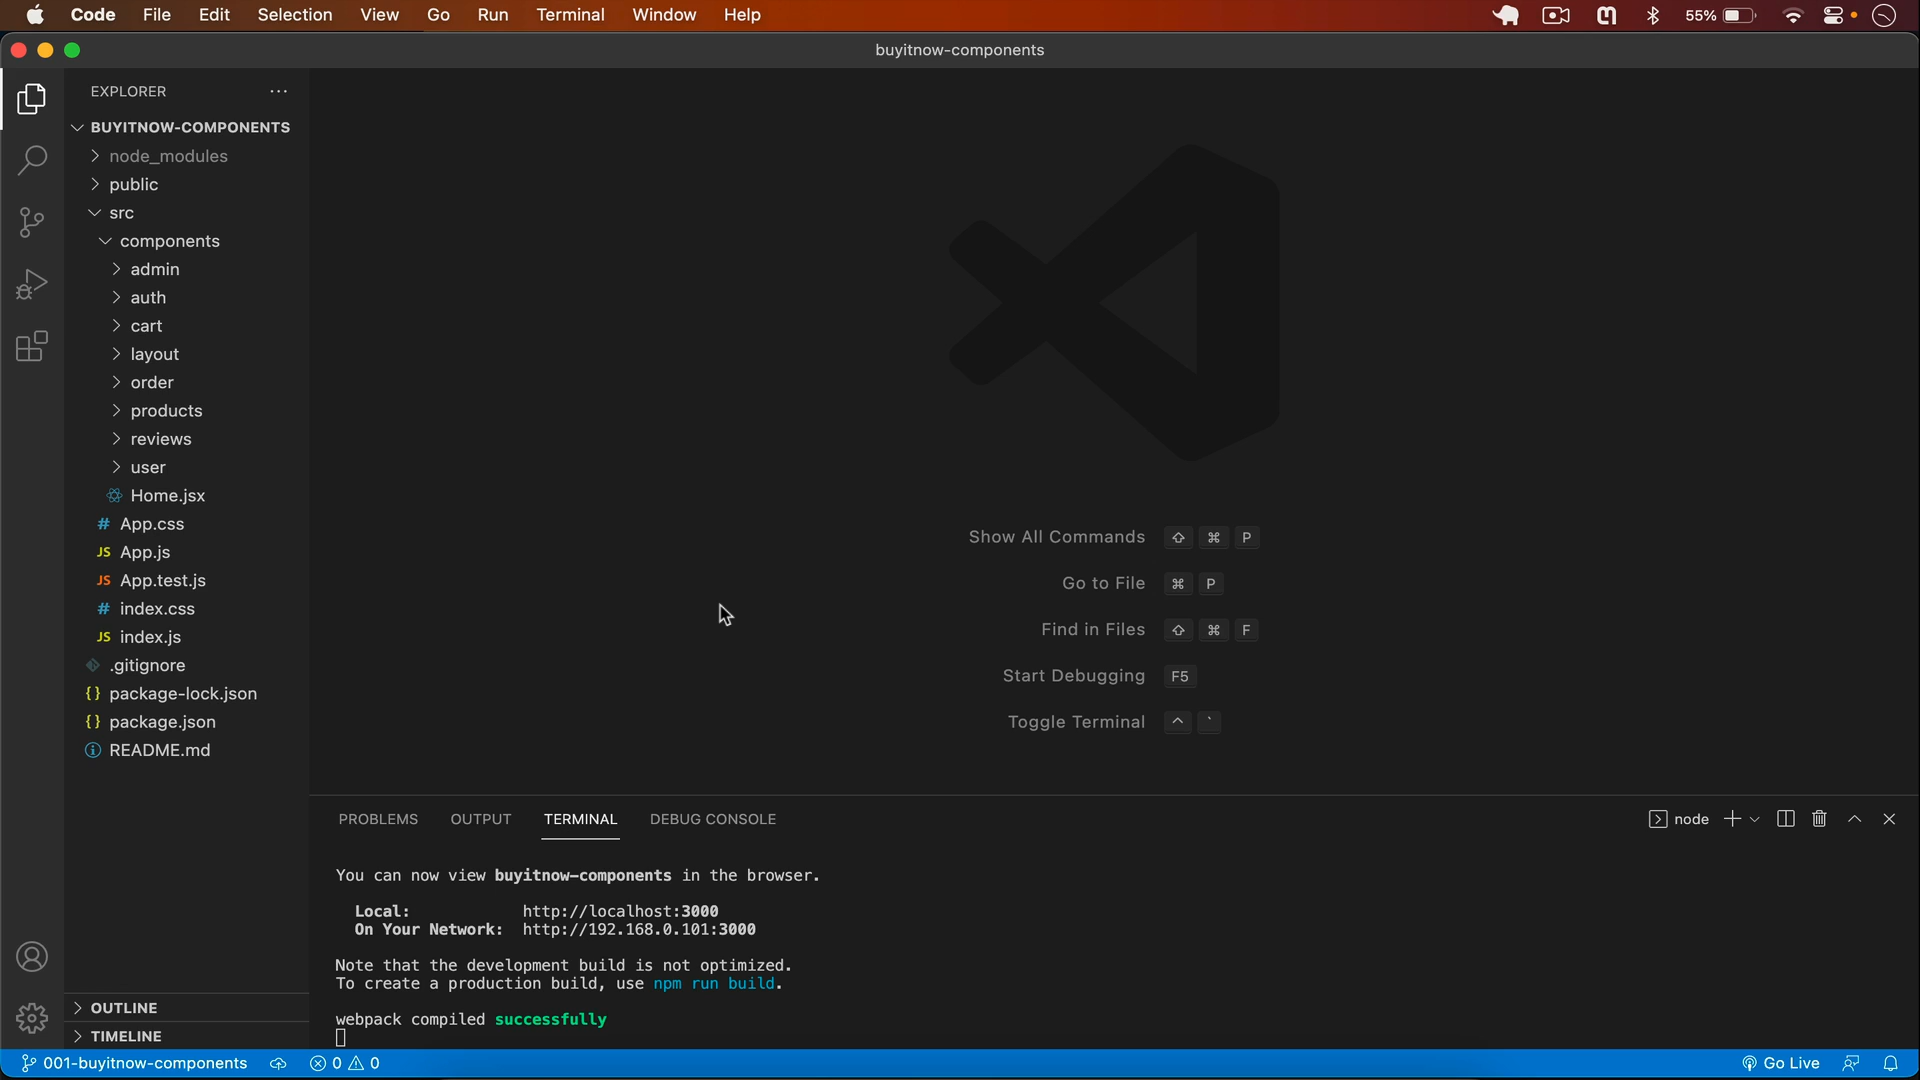 Code File Edit Selection View Go Run Terminal Window Help 55%
buyitnow-components
EXPLORER
BUYITNOW-COMPONENTS
node_modules
public
src
components
admin
auth
cart
layout
order
products
reviews
user
Home.jsx
# App.css
JS App.js
JS App.test.js
# index.css
JS index.js
.gitignore
{} package-lock.json
{} package.json
README.md
OUTLINE
TIMELINE
Show All Commands ⇧ ⌘ P
Go to File ⌘ P
Find in Files ⇧ ⌘ F
Start Debugging F5
Toggle Terminal ^ `
PROBLEMS OUTPUT TERMINAL DEBUG CONSOLE node
You can now view buyitnow-components in the browser.
Local: http://localhost:3000
On Your Network: http://192.168.0.101:3000
Note that the development build is not optimized.
To create a production build, use npm run build.
webpack compiled successfully
001-buyitnow-components 0 0 Go Live